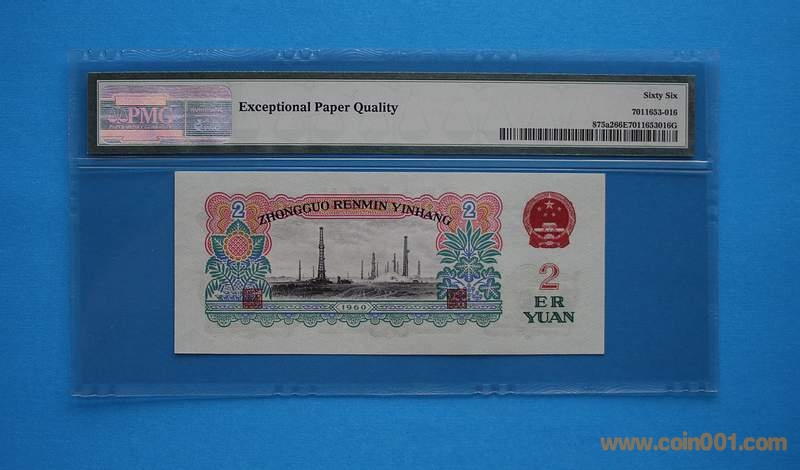 PMG
Exceptional Paper Quality
Sixty Six
7011653-016
875a266E7011653016G
2
ZHONGGUO RENMIN YINHANG
2
1960
2
ER
YUAN
www.coin001.com